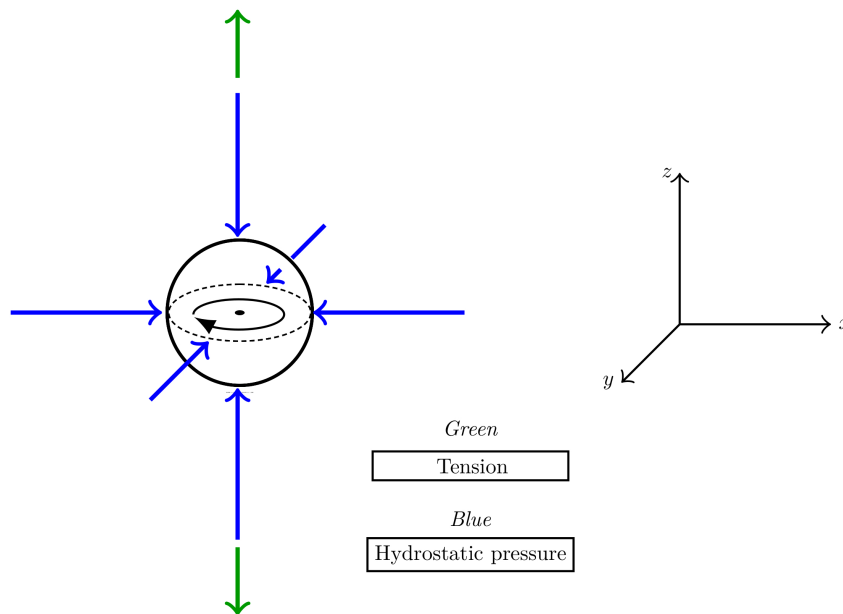 z
x
y
Green
Tension
Blue
Hydrostatic pressure